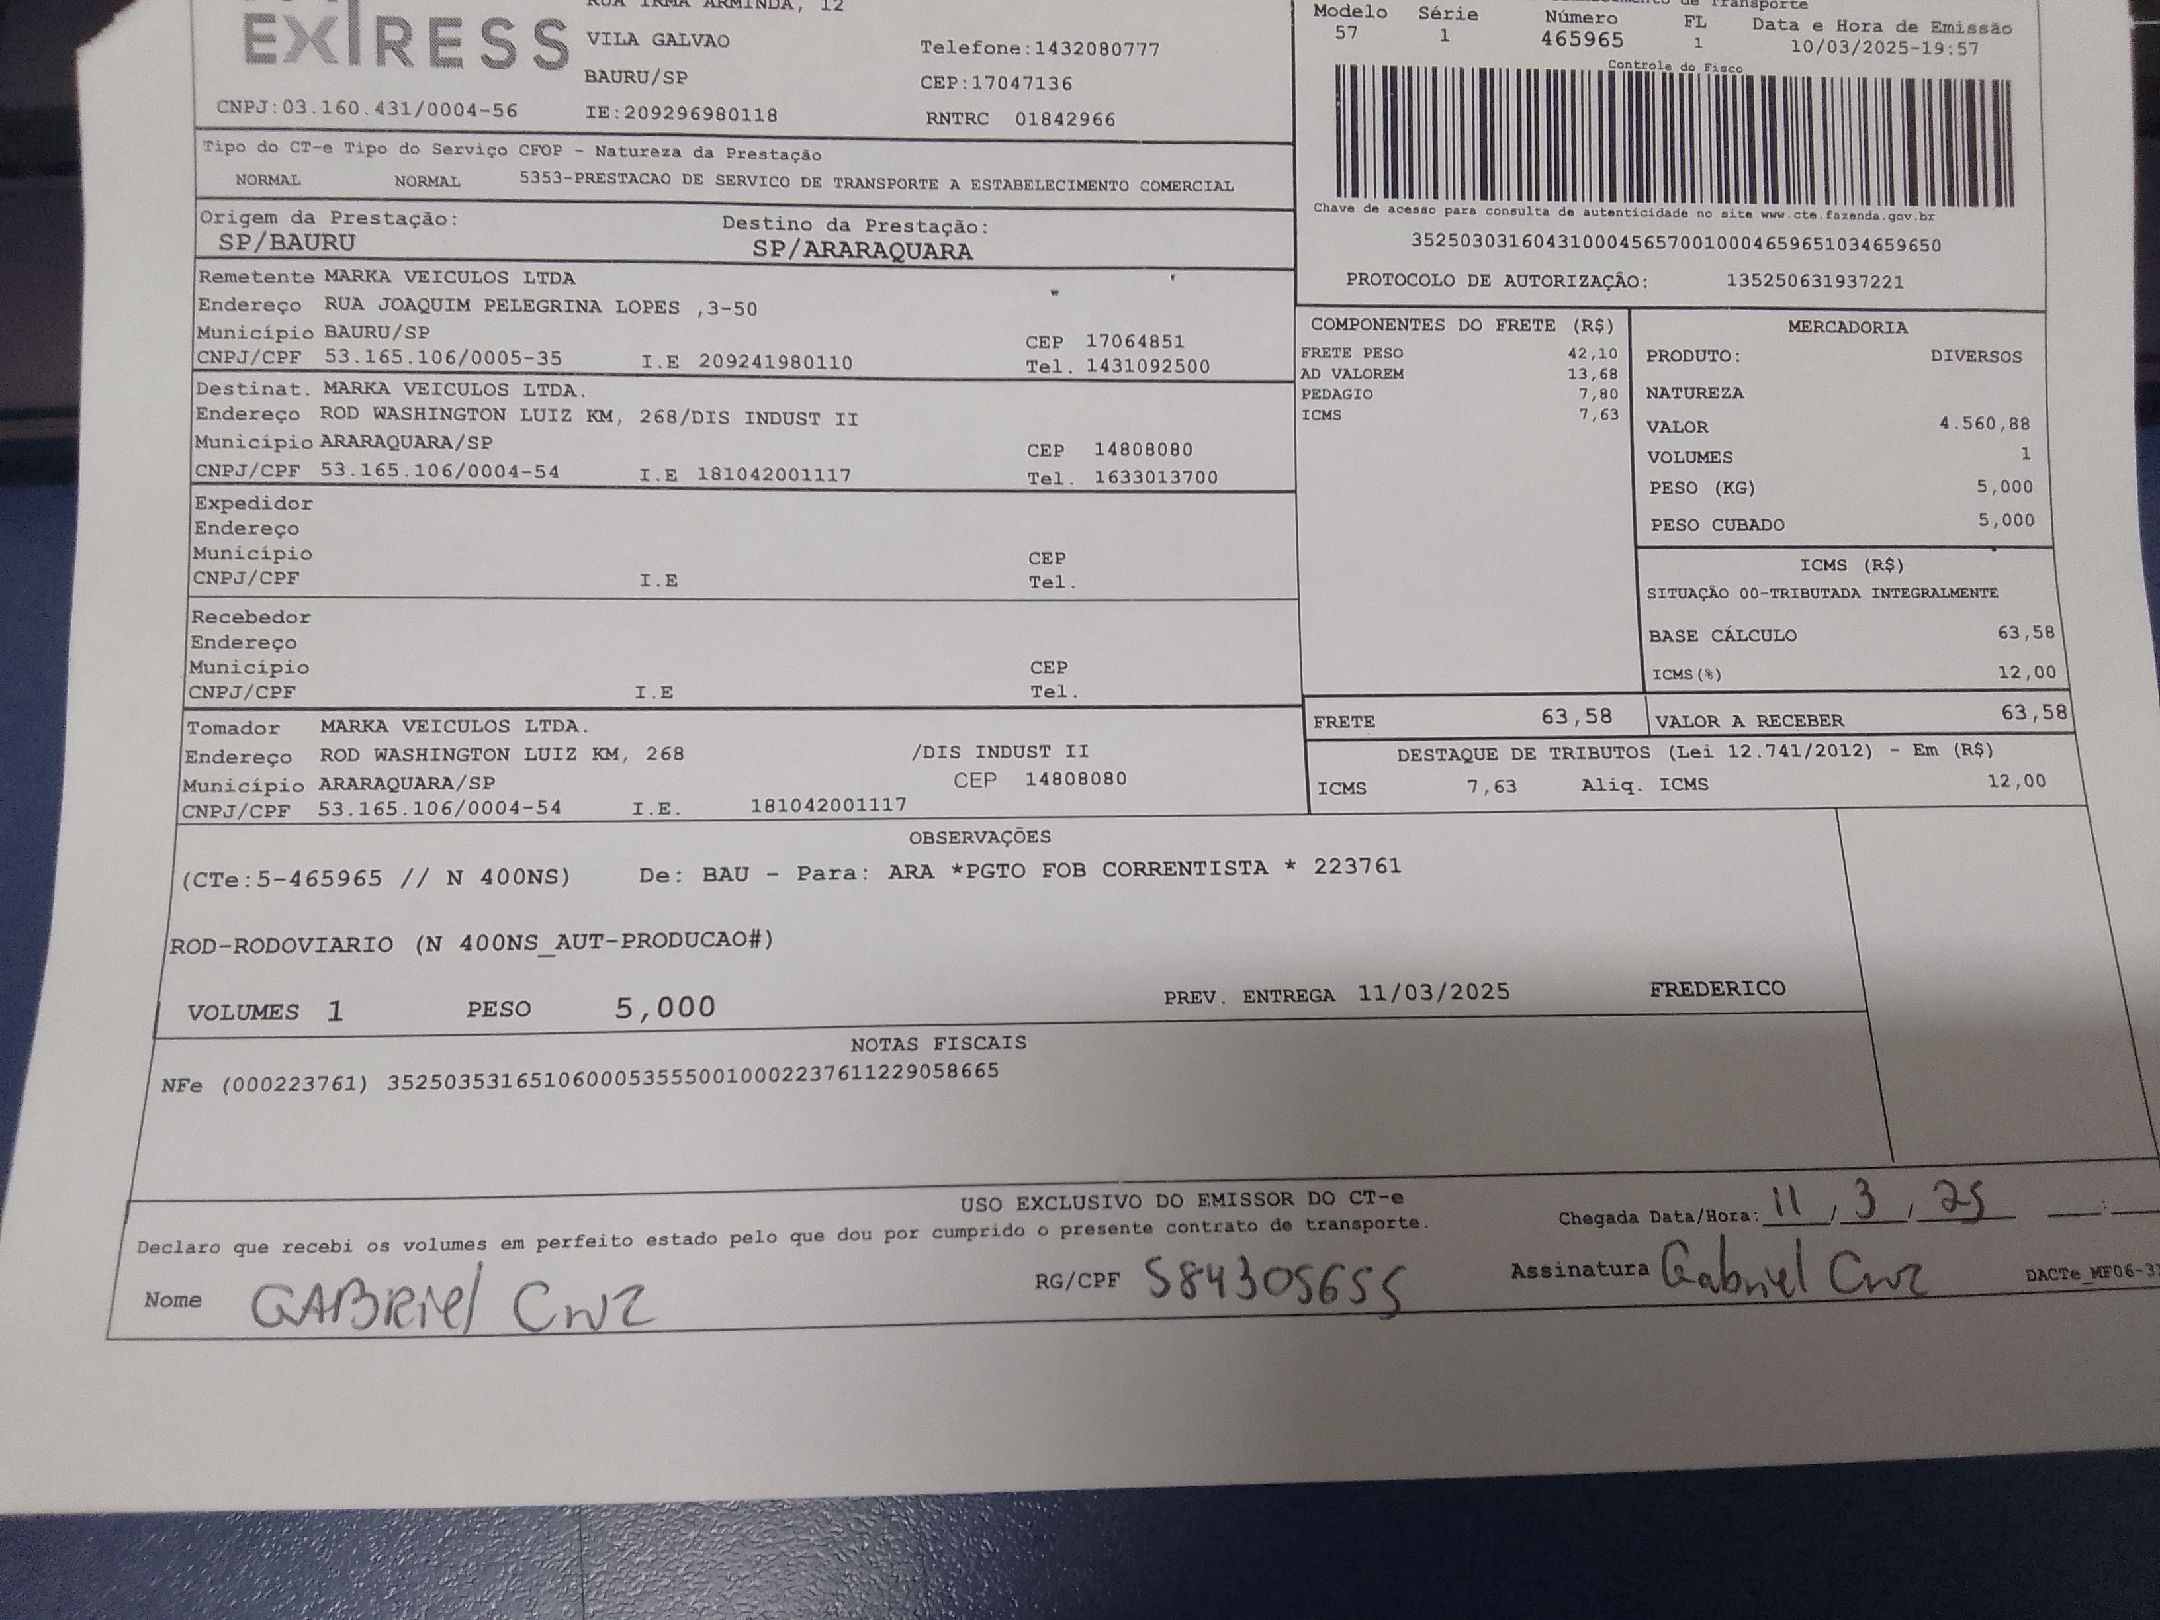 EXPRESS
RUA IRMA ARMINDA, 12
VILA GALVAO
Telefone:1432080777
BAURU/SP
CEP:17047136
CNPJ:03.160.431/0004-56
IE:209296980118
RNTRC 01842966
de Transporte
Modelo Série Número FL Data e Hora de Emissão
57 1 465965 1 10/03/2025-19:57
Controle do Fisco
Chave de acesso para consulta de autenticidade no site www.cte.fazenda.gov.br
35250303160431000456570010004659651034659650
PROTOCOLO DE AUTORIZAÇÃO: 135250631937221
Tipo do CT-e Tipo do Serviço CFOP - Natureza da Prestação
NORMAL NORMAL 5353-PRESTACAO DE SERVICO DE TRANSPORTE A ESTABELECIMENTO COMERCIAL
Origem da Prestação: Destino da Prestação:
SP/BAURU SP/ARARAQUARA
Remetente MARKA VEICULOS LTDA
Endereço RUA JOAQUIM PELEGRINA LOPES ,3-50
Município BAURU/SP CEP 17064851
CNPJ/CPF 53.165.106/0005-35 I.E 209241980110 Tel. 1431092500
Destinat. MARKA VEICULOS LTDA.
Endereço ROD WASHINGTON LUIZ KM, 268/DIS INDUST II
Município ARARAQUARA/SP CEP 14808080
CNPJ/CPF 53.165.106/0004-54 I.E 181042001117 Tel. 1633013700
Expedidor
Endereço
Município CEP
CNPJ/CPF I.E Tel.
Recebedor
Endereço
Município CEP
CNPJ/CPF I.E Tel.
Tomador MARKA VEICULOS LTDA.
Endereço ROD WASHINGTON LUIZ KM, 268 /DIS INDUST II
Município ARARAQUARA/SP CEP 14808080
CNPJ/CPF 53.165.106/0004-54 I.E. 181042001117
COMPONENTES DO FRETE (R$)
FRETE PESO 42,10
AD VALOREM 13,68
PEDAGIO 7,80
ICMS 7,63
MERCADORIA
PRODUTO: DIVERSOS
NATUREZA
VALOR 4.560,88
VOLUMES 1
PESO (KG) 5,000
PESO CUBADO 5,000
ICMS (R$)
SITUAÇÃO 00-TRIBUTADA INTEGRALMENTE
BASE CÁLCULO 63,58
ICMS(%) 12,00
FRETE 63,58 VALOR A RECEBER 63,58
DESTAQUE DE TRIBUTOS (Lei 12.741/2012) - Em (R$)
ICMS 7,63 Aliq. ICMS 12,00
OBSERVAÇÕES
(CTe:5-465965 // N 400NS) De: BAU - Para: ARA *PGTO FOB CORRENTISTA * 223761
ROD-RODOVIARIO (N 400NS_AUT-PRODUCAO#)
VOLUMES 1 PESO 5,000 PREV. ENTREGA 11/03/2025 FREDERICO
NOTAS FISCAIS
NFe (000223761) 35250353165106000535550010002237611229058665
USO EXCLUSIVO DO EMISSOR DO CT-e
Declaro que recebi os volumes em perfeito estado pelo que dou por cumprido o presente contrato de transporte.
Chegada Data/Hora: 11 / 3 / 25 :
Nome GABRIEL Cruz RG/CPF 584305655 Assinatura Gabriel Cruz DACTe_MF06-3